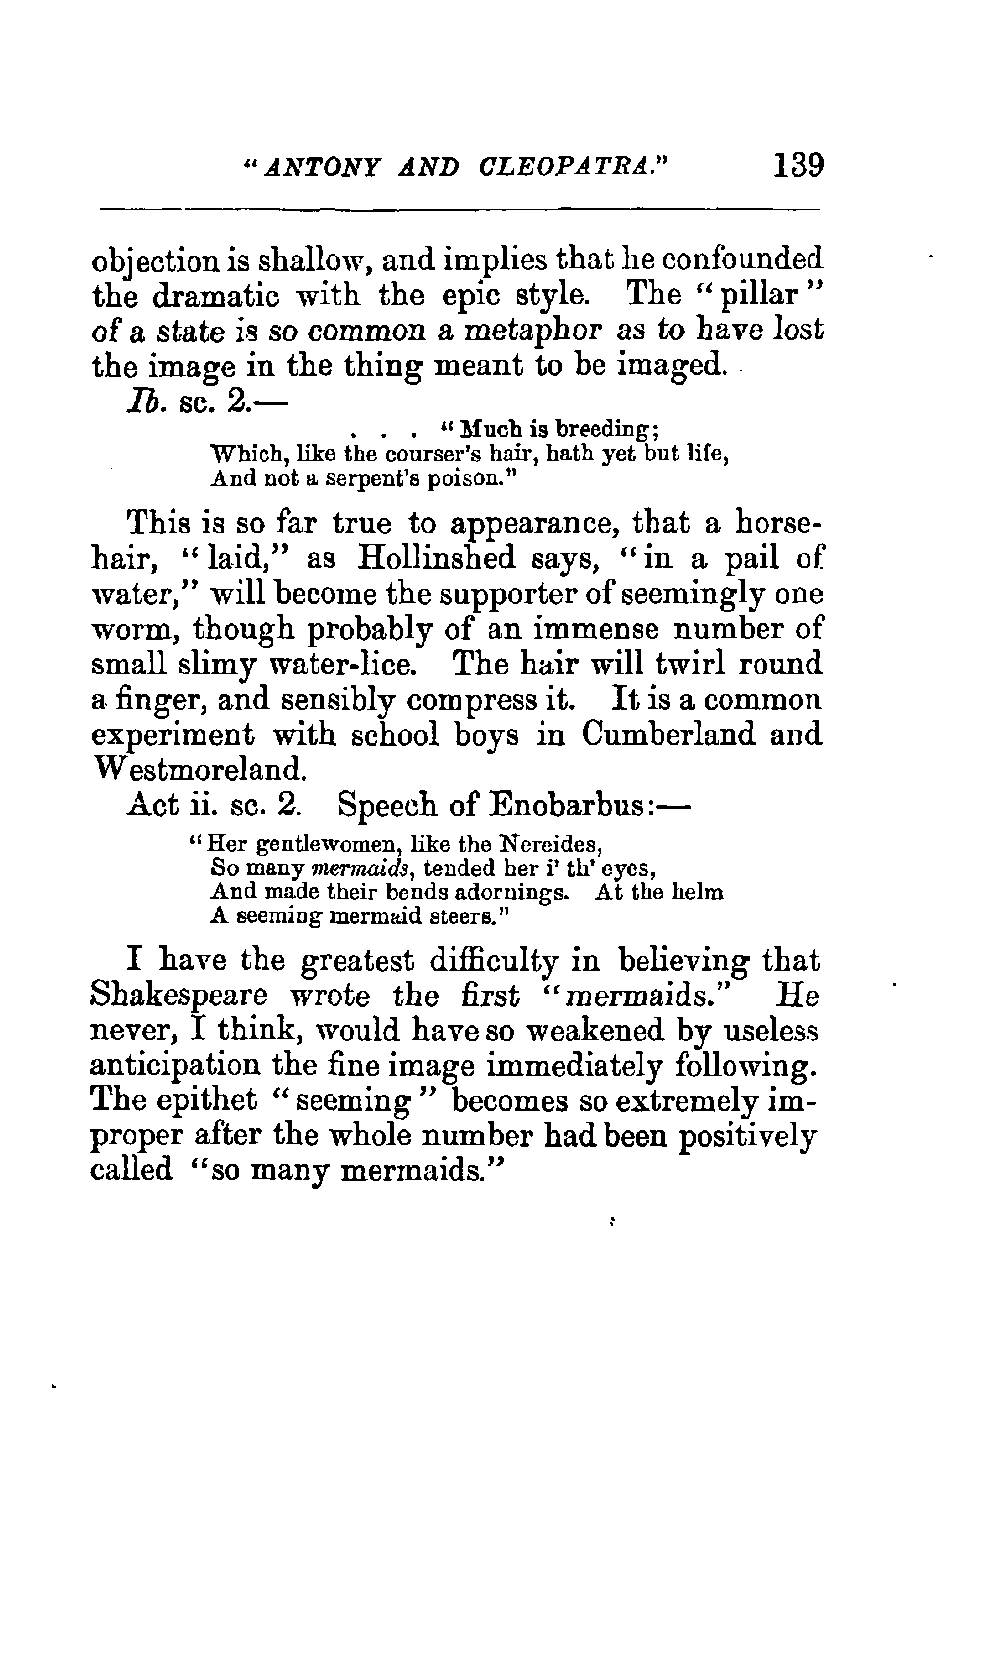 "ANTONY AND CLEOPATRA." 139
objection is shallow, and implies that he confounded
the dramatic with the epic style. The "pillar"
of a state is so common a metaphor as to have lost
the image in the thing meant to be imaged.
Ib. sc. 2.—
. . . "Much is breeding;
Which, like the courser's hair, hath yet but life,
And not a serpent's poison."
This is so far true to appearance, that a horse-
hair, "laid," as Hollinshed says, "in a pail of
water," will become the supporter of seemingly one
worm, though probably of an immense number of
small slimy water-lice. The hair will twirl round
a finger, and sensibly compress it. It is a common
experiment with school boys in Cumberland and
Westmoreland.
Act ii. sc. 2. Speech of Enobarbus:—
"Her gentlewomen, like the Nereides,
So many mermaids, tended her i' th' eyes,
And made their bends adornings. At the helm
A seeming mermaid steers."
I have the greatest difficulty in believing that
Shakespeare wrote the first "mermaids." He
never, I think, would have so weakened by useless
anticipation the fine image immediately following.
The epithet "seeming" becomes so extremely im-
proper after the whole number had been positively
called "so many mermaids."